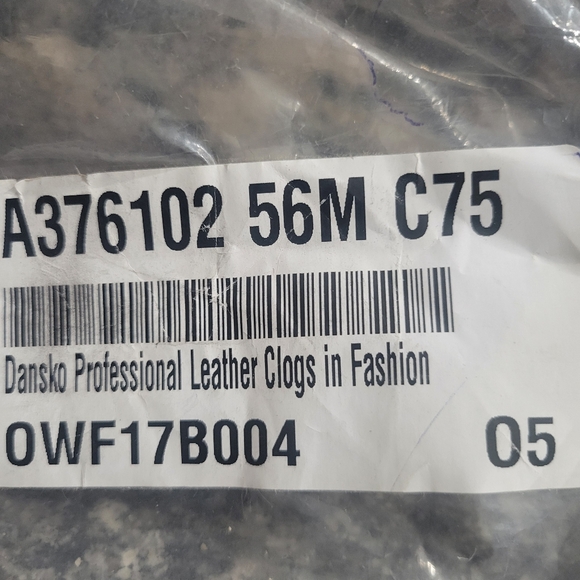 A376102 56M C75
Dansko Professional Leather Clogs in Fashion
OWF17B004 05